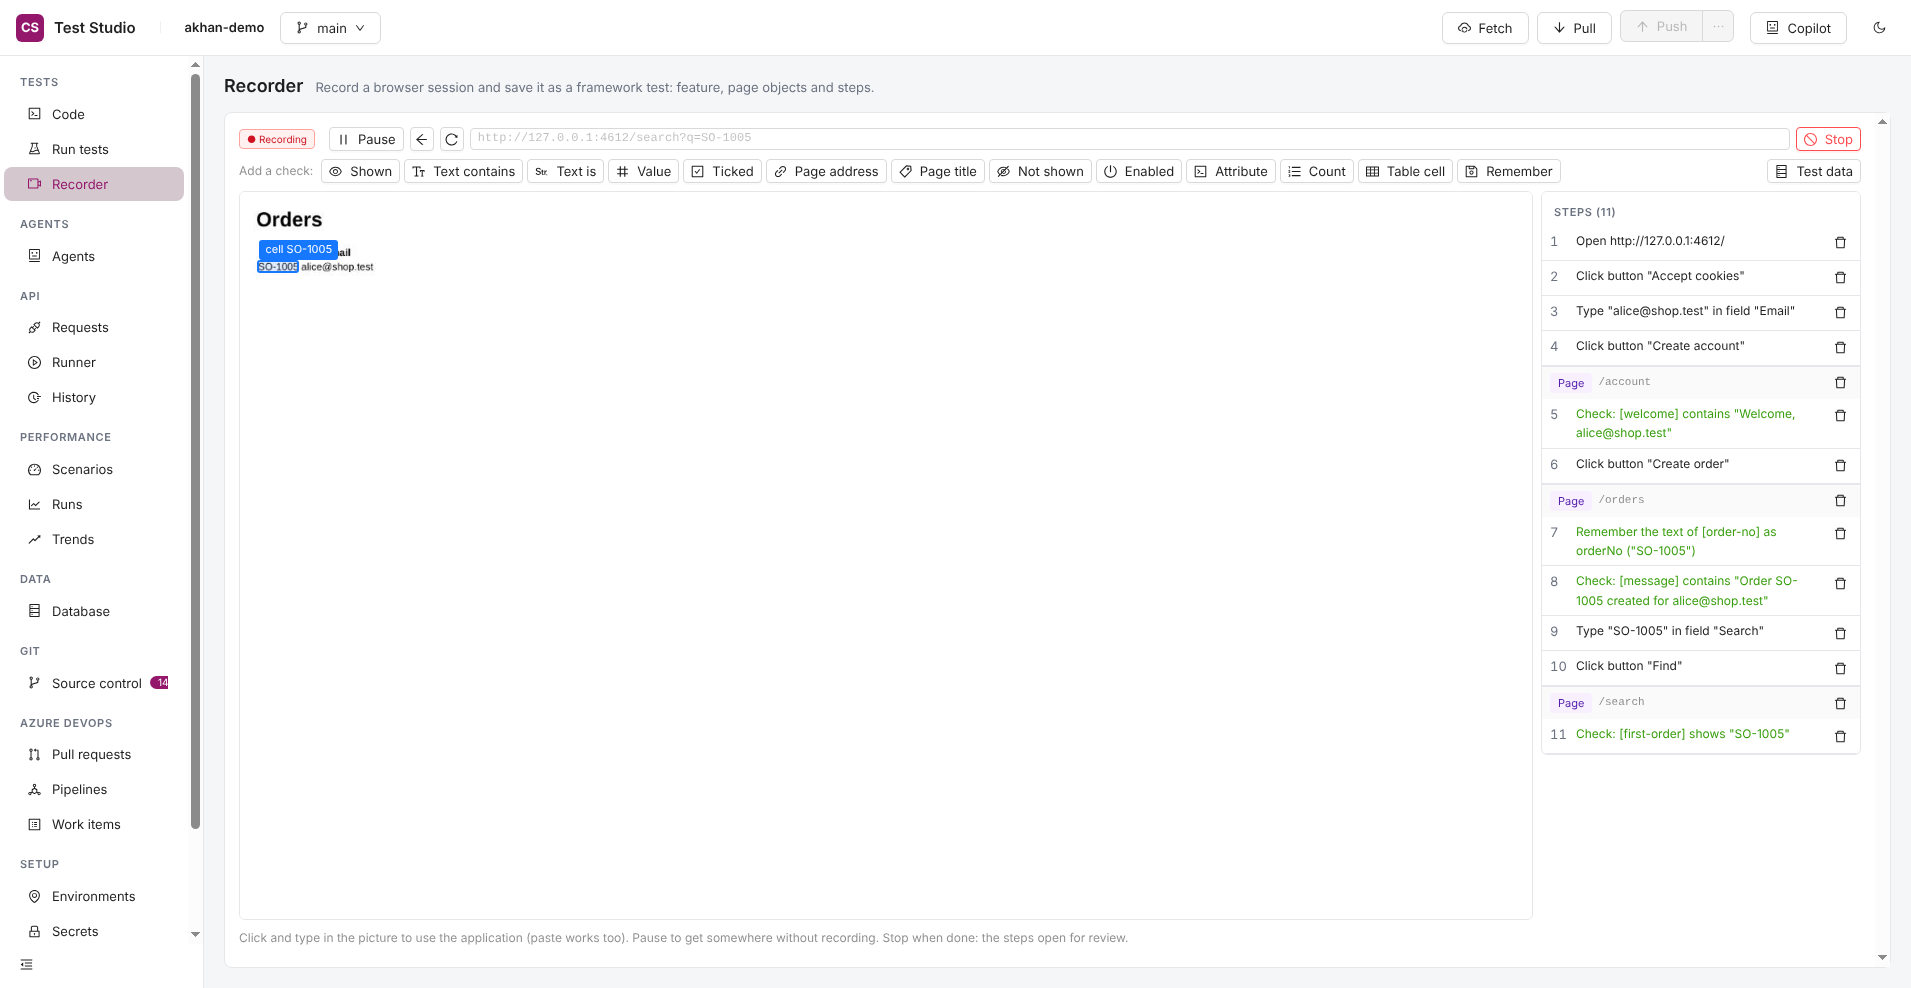 CS Test Studio akhan-demo main Fetch Pull Push ... Copilot
TESTS
Code
Run tests
Recorder
AGENTS
Agents
API
Requests
Runner
History
PERFORMANCE
Scenarios
Runs
Trends
DATA
Database
GIT
Source control 14
AZURE DEVOPS
Pull requests
Pipelines
Work items
SETUP
Environments
Secrets
Recorder Record a browser session and save it as a framework test: feature, page objects and steps.
Recording Pause http://127.0.0.1:4612/search?q=SO-1005 Stop
Add a check: Shown Text contains Text is Value Ticked Page address Page title Not shown Enabled Attribute Count Table cell Remember Test data
Orders
cell SO-1005 ail
SO-1005 alice@shop.test
STEPS (11)
1 Open http://127.0.0.1:4612/
2 Click button "Accept cookies"
3 Type "alice@shop.test" in field "Email"
4 Click button "Create account"
Page /account
5 Check: [welcome] contains "Welcome,
alice@shop.test"
6 Click button "Create order"
Page /orders
7 Remember the text of [order-no] as
orderNo ("SO-1005")
8 Check: [message] contains "Order SO-
1005 created for alice@shop.test"
9 Type "SO-1005" in field "Search"
10 Click button "Find"
Page /search
11 Check: [first-order] shows "SO-1005"
Click and type in the picture to use the application (paste works too). Pause to get somewhere without recording. Stop when done: the steps open for review.